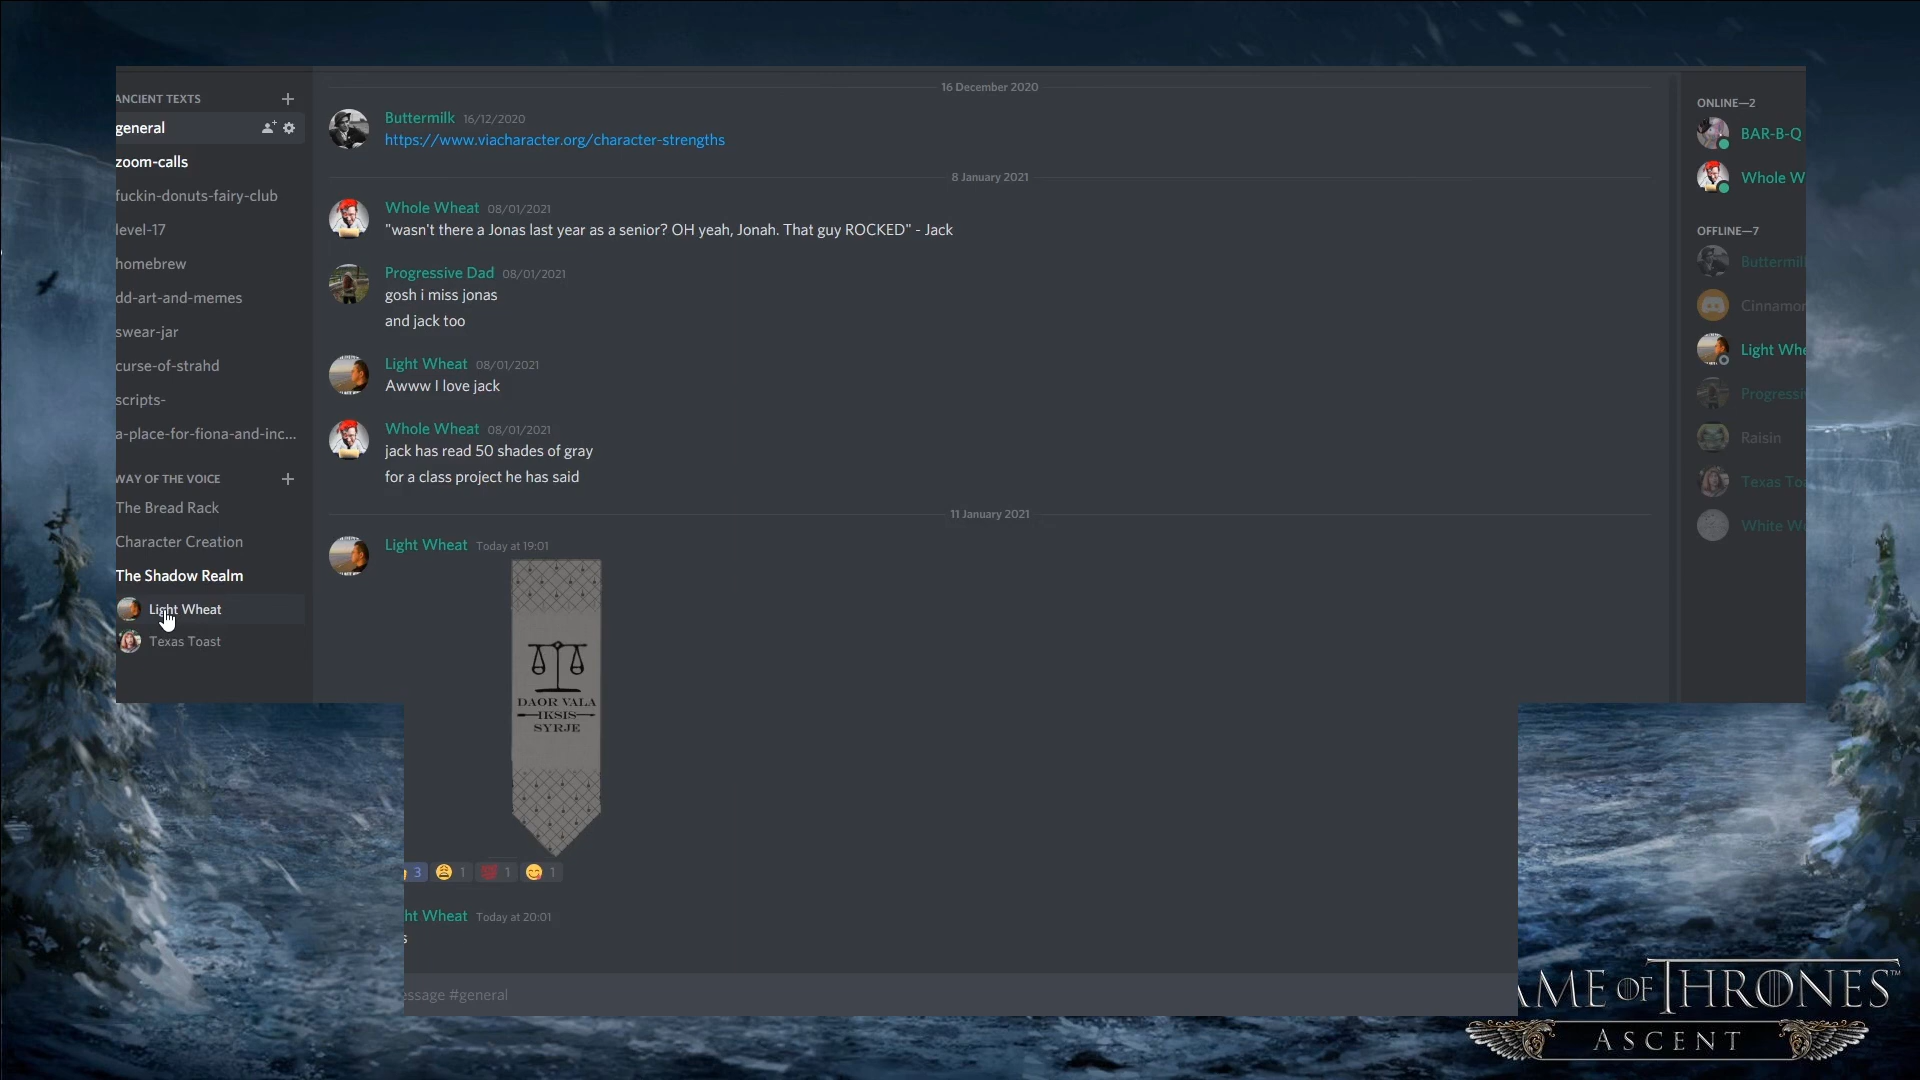 ANCIENT TEXTS
general
zoom-calls
fuckin-donuts-fairy-club
level-17
homebrew
dd-art-and-memes
swear-jar
curse-of-strahd
scripts-
a-place-for-fiona-and-inc...
WAY OF THE VOICE
The Bread Rack
Character Creation
The Shadow Realm
Light Wheat
Texas Toast
16 December 2020
Buttermilk 16/12/2020
https://www.viacharacter.org/character-strengths
8 January 2021
Whole Wheat 08/01/2021
"wasn't there a Jonas last year as a senior? OH yeah, Jonah. That guy ROCKED" - Jack
Progressive Dad 08/01/2021
gosh i miss jonas
and jack too
Light Wheat 08/01/2021
Awww I love jack
Whole Wheat 08/01/2021
jack has read 50 shades of gray
for a class project he has said
11 January 2021
Light Wheat Today at 19:01
DAOR VALA
IKSIS
SYRJE
3 1 1 1
ht Wheat Today at 20:01
s
essage #general
ONLINE—2
BAR-B-Q
Whole W
OFFLINE—7
Buttermil
Cinnamor
Light Whe
Progressi
Raisin
Texas To
White W
AME OF THRONES™
ASCENT